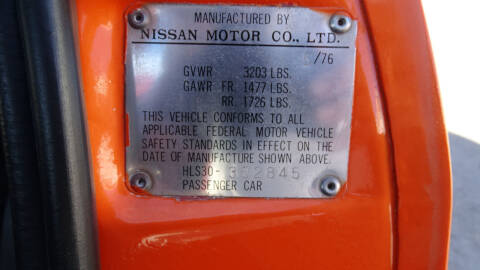 MANUFACTURED BY
NISSAN MOTOR CO., LTD.
/76
GVWR 3203 LBS.
GAWR FR. 1477 LBS.
RR. 1726 LBS.
THIS VEHICLE CONFORMS TO ALL
APPLICABLE FEDERAL MOTOR VEHICLE
SAFETY STANDARDS IN EFFECT ON THE
DATE OF MANUFACTURE SHOWN ABOVE.
HLS30-
PASSENGER CAR